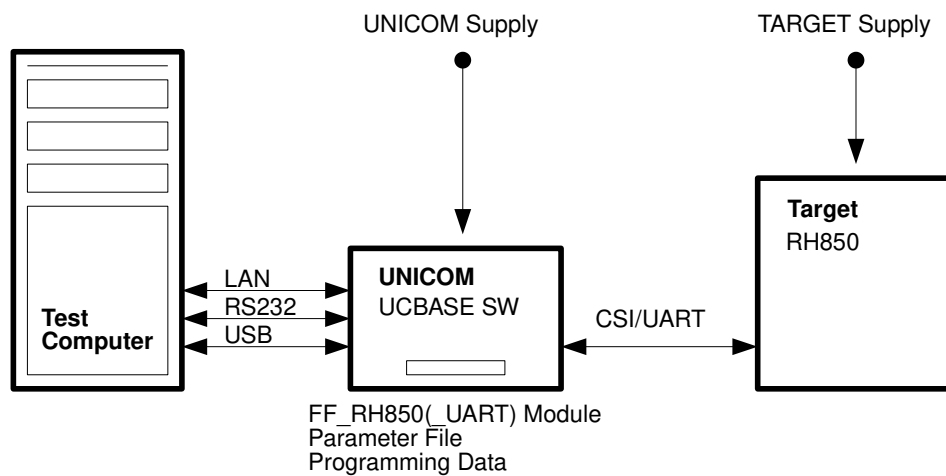 UNICOM Supply
TARGET Supply
Target
RH850
LAN
RS232
USB
UNICOM
UCBASE SW
CSI/UART
Test
Computer
FF_RH850(_UART) Module
Parameter File
Programming Data